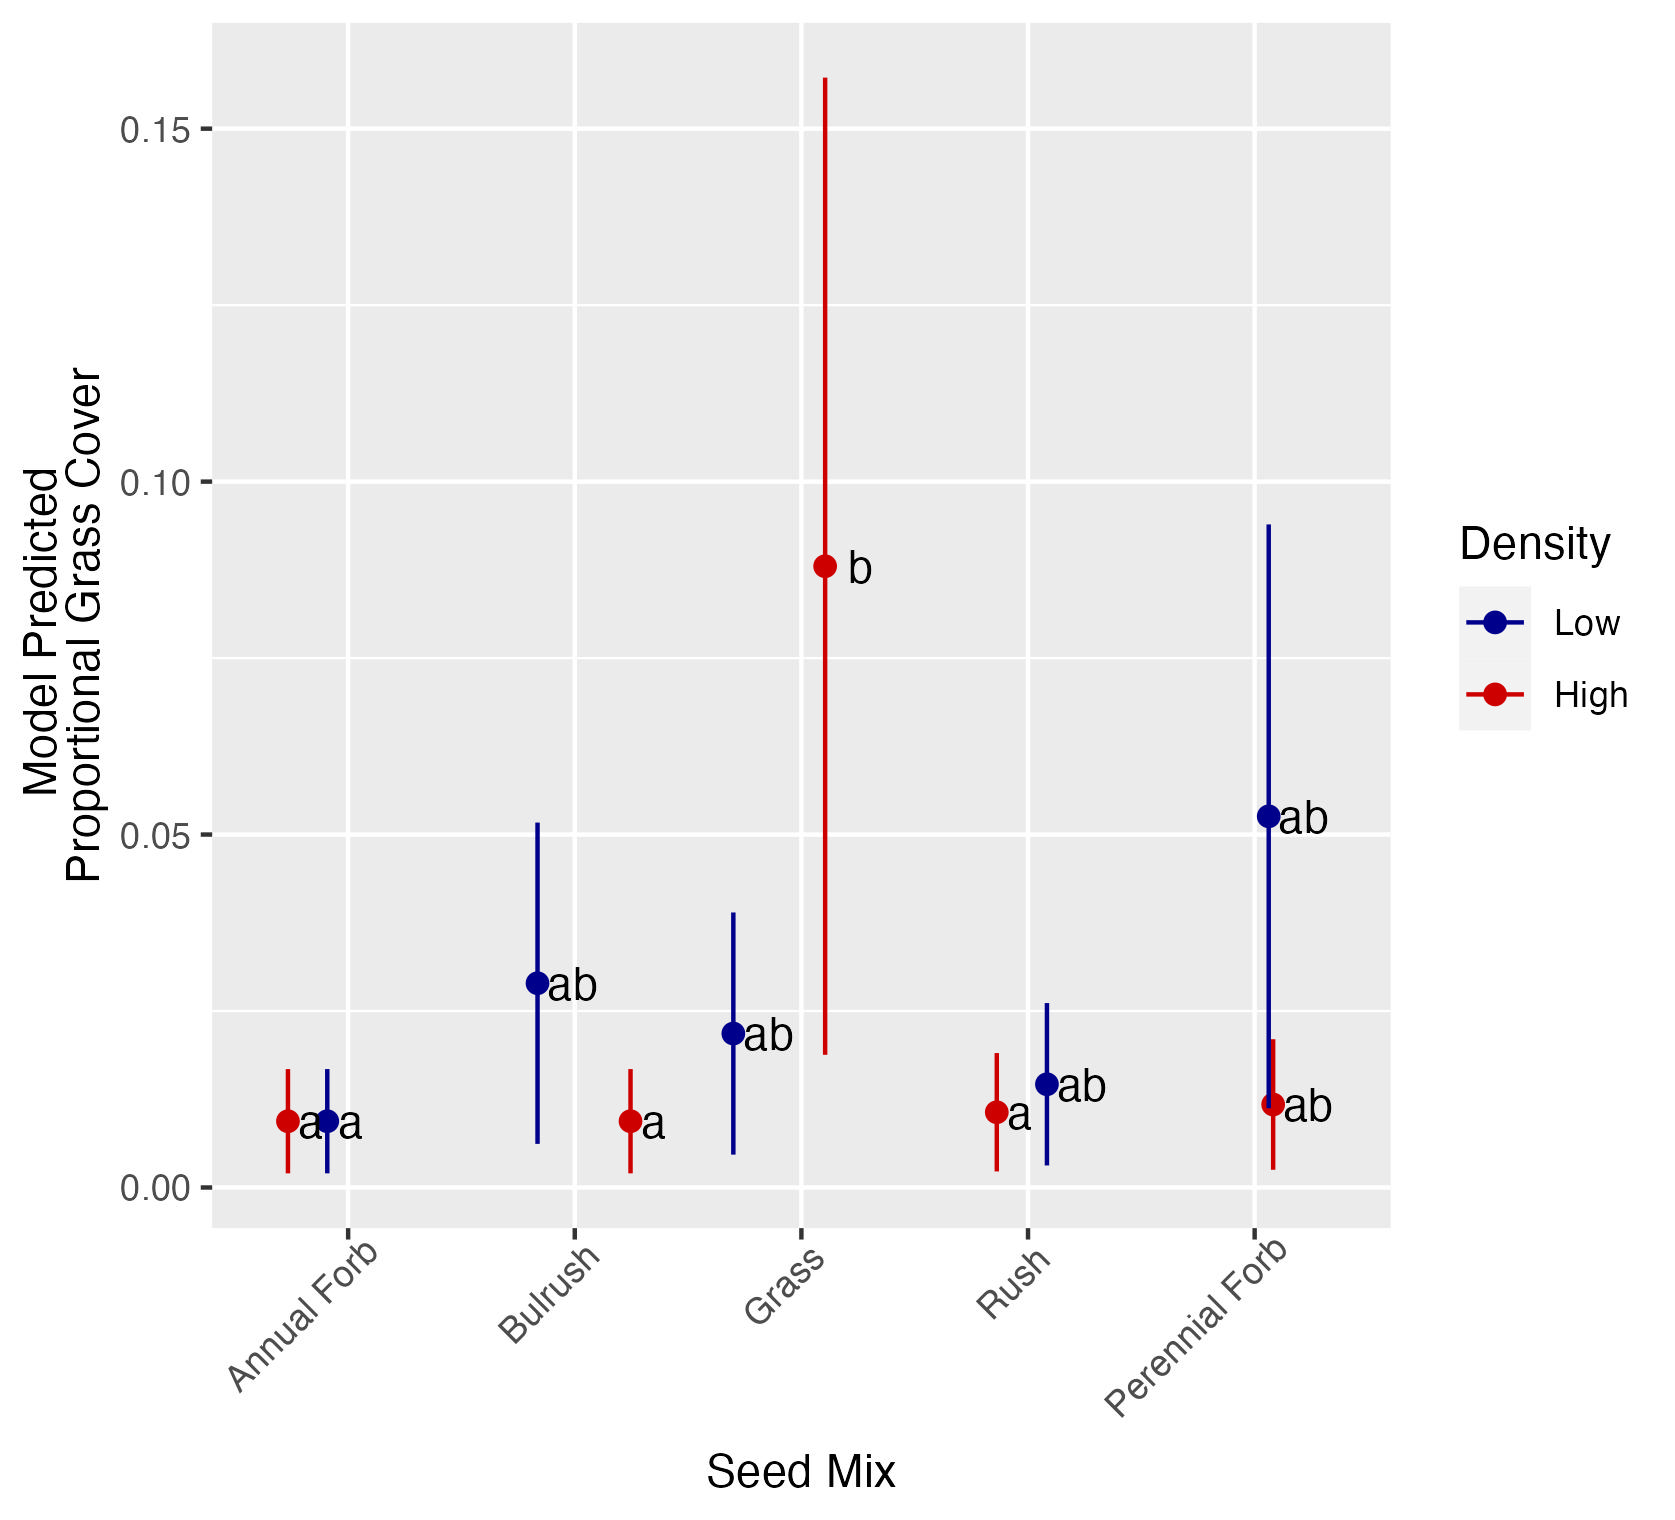 Model Predicted
Proportional Grass Cover
0.15
0.10
0.05
0.00
b
ab
ab
ab
a
a
a
a
ab
ab
Annual Forb
Bulrush
Grass
Rush
Perennial Forb
Seed Mix
Density
Low
High